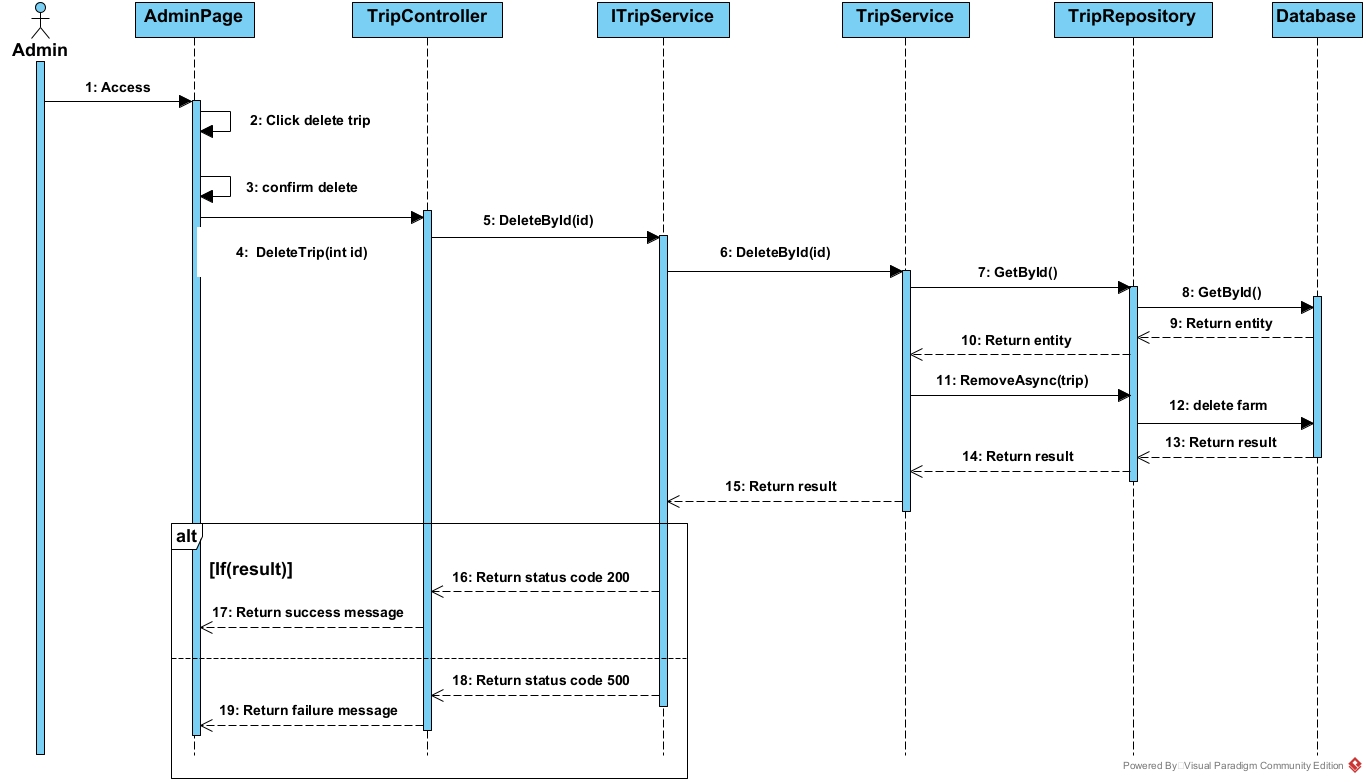 AdminPage
TripController
ITripService
TripService
TripRepository
Database
Admin
1: Access
2: Click delete trip
3: confirm delete
4:  DeleteTrip(int id)
5: DeleteById(id)
6: DeleteById(id)
7: GetById()
8: GetById()
9: Return entity
10: Return entity
11: RemoveAsync(trip)
12: delete farm
13: Return result
14: Return result
15: Return result
alt
[If(result)]
16: Return status code 200
17: Return success message
18: Return status code 500
19: Return failure message
Powered By Visual Paradigm Community Edition